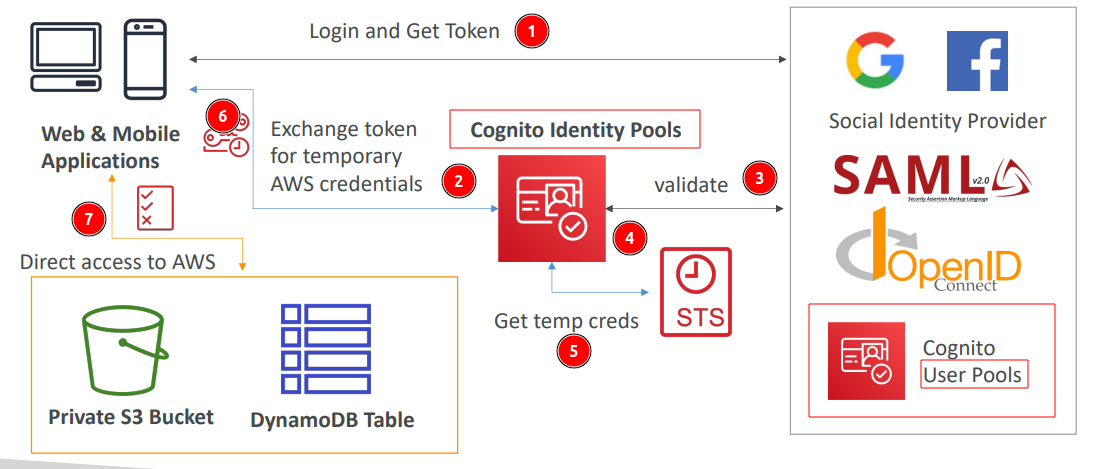 Login and Get Token
1
6
Web & Mobile
Applications
Exchange token
for temporary
AWS credentials
2
Cognito Identity Pools
validate
3
4
Social Identity Provider
SAML v2.0
Security Assertion Markup Language
OpenID
Connect
7
Direct access to AWS
STS
Get temp creds
5
Cognito
User Pools
Private S3 Bucket
DynamoDB Table